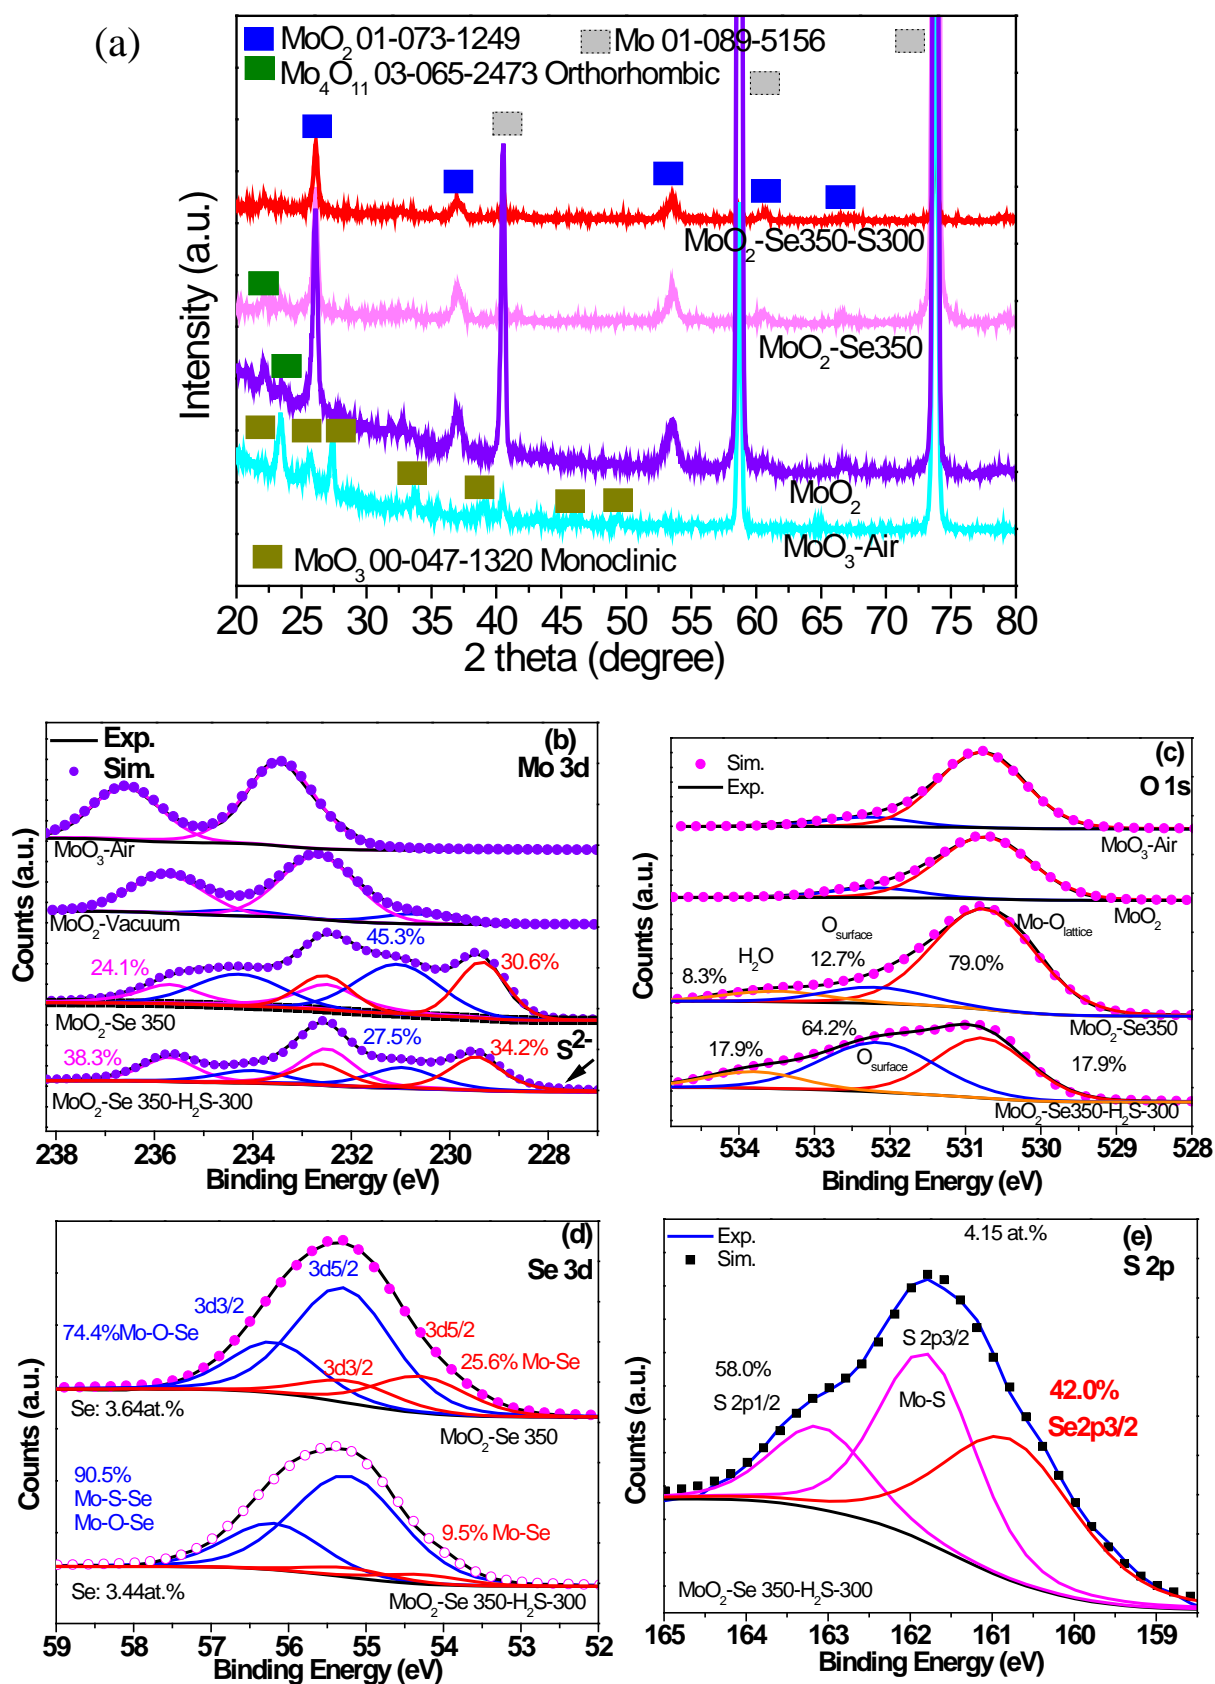 (a)
MoO2 01-073-1249
Mo 01-089-5156
Mo4O11 03-065-2473 Orthorhombic
MoO2-Se350-S300
MoO2-Se350
MoO2
MoO3-Air
MoO3 00-047-1320 Monoclinic
Intensity (a.u.)
20 25 30 35 40 45 50 55 60 65 70 75 80
2 theta (degree)
(b)
Exp.
Sim.
Mo 3d
MoO3-Air
MoO2-Vacuum
45.3%
24.1%
30.6%
MoO2-Se 350
27.5%
S2-
38.3%
34.2%
MoO2-Se 350-H2S-300
Counts (a.u.)
238 236 234 232 230 228
Binding Energy (eV)
(c)
Sim.
O 1s
Exp.
MoO3-Air
MoO2
Osurface
Mo-Olattice
H2O
12.7%
8.3%
79.0%
MoO2-Se350
64.2%
17.9%
Osurface
17.9%
MoO2-Se350-H2S-300
Counts (a.u.)
534 533 532 531 530 529 528
Binding Energy (eV)
(d)
Se 3d
3d5/2
3d3/2
74.4%Mo-O-Se
3d5/2
25.6% Mo-Se
3d3/2
Se: 3.64at.%
MoO2-Se 350
90.5%
Mo-S-Se
Mo-O-Se
9.5% Mo-Se
Se: 3.44at.%
MoO2-Se 350-H2S-300
Counts (a.u.)
59 58 57 56 55 54 53 52
Binding Energy (eV)
Exp.
4.15 at.%
(e)
Sim.
S 2p
S 2p3/2
58.0%
42.0%
S 2p1/2
Mo-S
Se2p3/2
MoO2-Se 350-H2S-300
Counts (a.u.)
165 164 163 162 161 160 159
Binding Energy (eV)